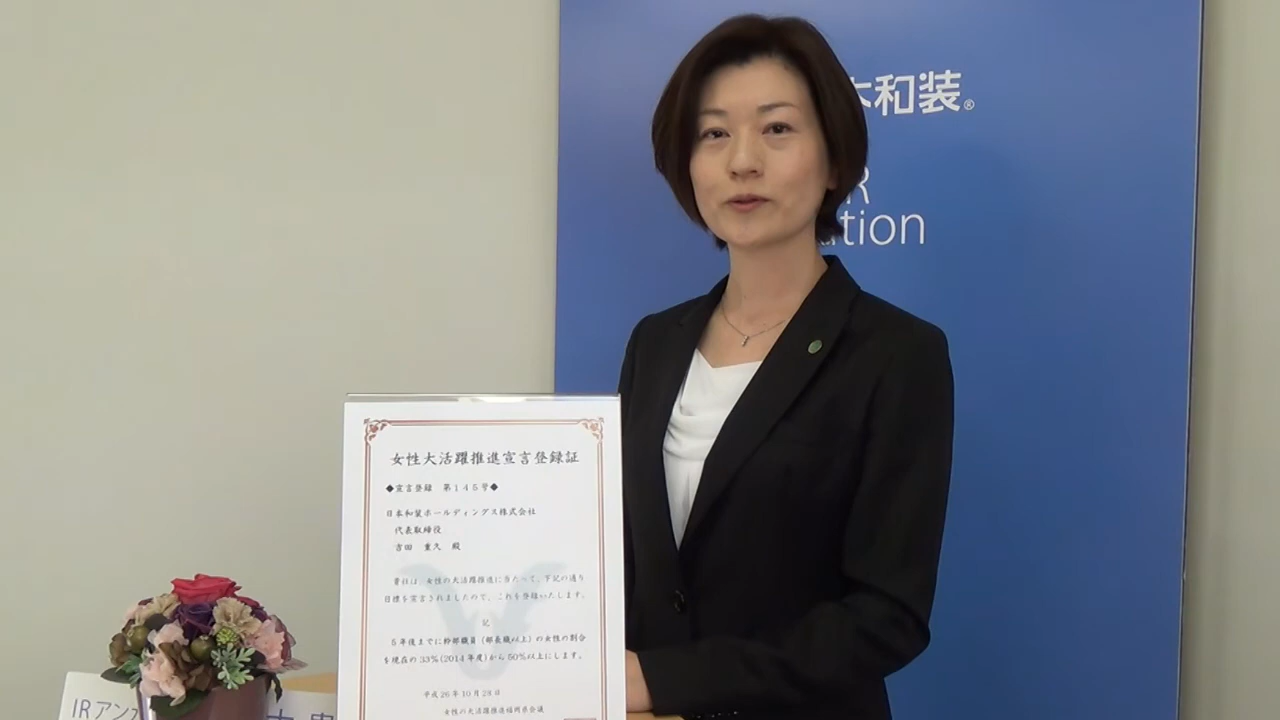 本和装®
R
ation
女性大活躍推進宣言登録証
◆宣言登録 第145号◆
日本和装ホールディングス株式会社
代表取締役
吉田 重久 殿
貴社は、女性の大活躍推進に当たって、下記の通り
目標を宣言されましたので、これを登録いたします。
記
5年後までに幹部職員（部長職以上）の女性の割合
を現在の33％(2014年度)から50％以上にします。
平成26年10月28日
女性の大活躍推進福岡県会議
IRアンス